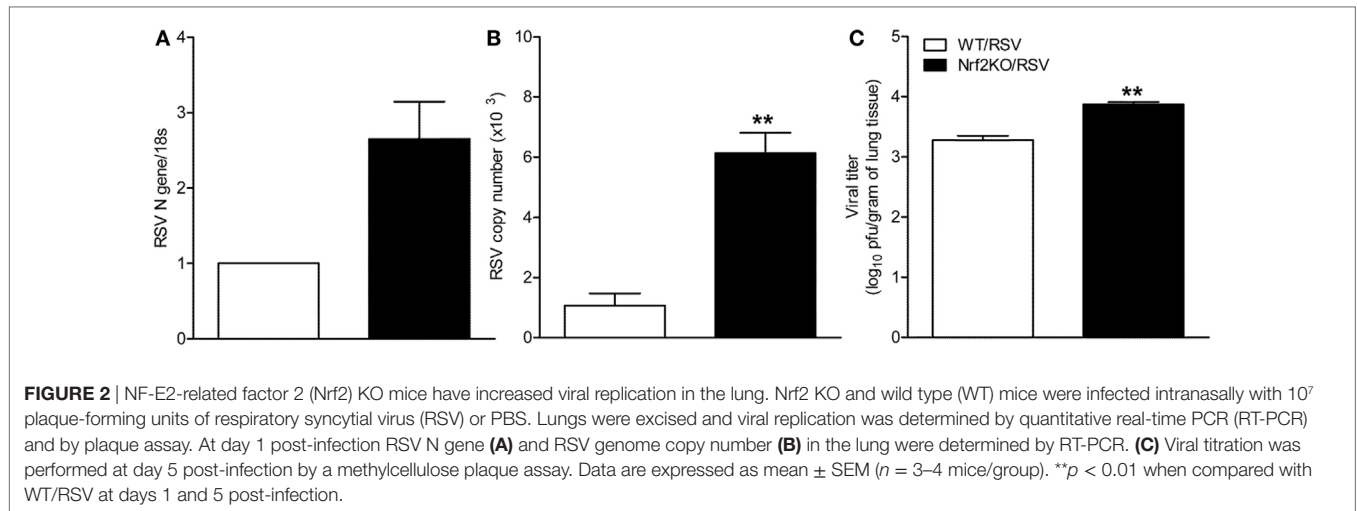 A
RSV N gene/18s
4
3
2
1
0
B
RSV copy number (x10 ³)
10
8
6
4
2
0
**
C
Viral titer
(log₁₀ pfu/gram of lung tissue)
5
4
3
2
1
0
WT/RSV
Nrf2KO/RSV
**
FIGURE 2 | NF-E2-related factor 2 (Nrf2) KO mice have increased viral replication in the lung. Nrf2 KO and wild type (WT) mice were infected intranasally with 10⁷
plaque-forming units of respiratory syncytial virus (RSV) or PBS. Lungs were excised and viral replication was determined by quantitative real-time PCR (RT-PCR)
and by plaque assay. At day 1 post-infection RSV N gene (A) and RSV genome copy number (B) in the lung were determined by RT-PCR. (C) Viral titration was
performed at day 5 post-infection by a methylcellulose plaque assay. Data are expressed as mean ± SEM (n = 3–4 mice/group). **p < 0.01 when compared with
WT/RSV at days 1 and 5 post-infection.